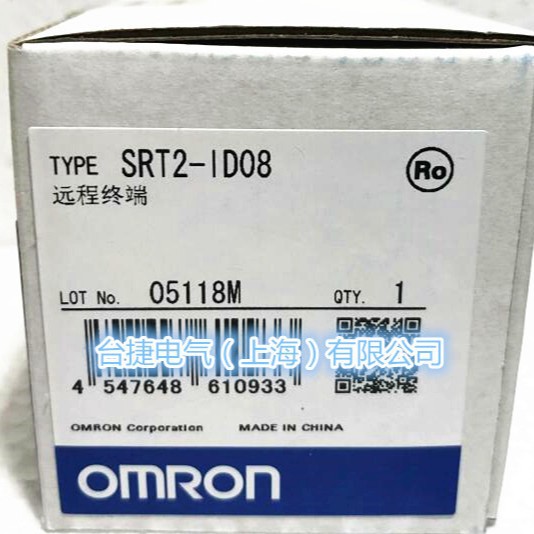 TYPE SRT2-ID08
Ro
远程终端
LOT No. 05118M QTY. 1
台捷电气（上海）有限公司
4 547648 610933
OMRON Corporation MADE IN CHINA
OMRON